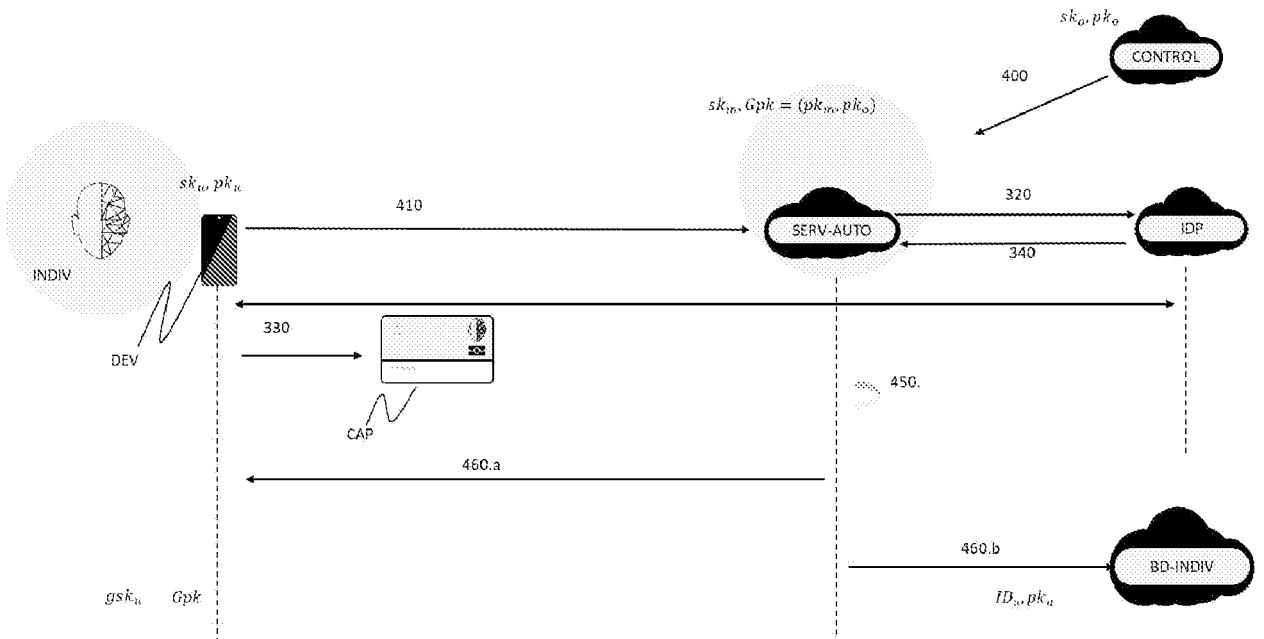 sk_o, pk_o
CONTROL
400
sk_m, Gpk = (pk_m, pk_o)
sk_u, pk_u
410
320
SERV-AUTO
IDP
340
INDIV
330
DEV
450.
CAP
460.a
460.b
BD-INDIV
gsk_u Gpk
ID_u, pk_u